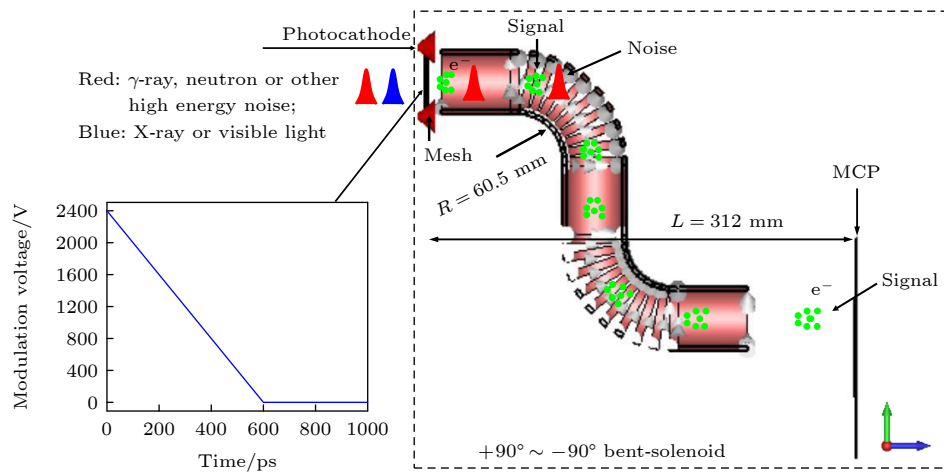 Photocathode
Signal
Noise
e⁻
Red: γ-ray, neutron or other
high energy noise;
Blue: X-ray or visible light
Mesh
R = 60.5 mm
MCP
L = 312 mm
e⁻
Signal
Modulation voltage/V
2400
2000
1600
1200
800
400
0
0
200
400
600
800
1000
Time/ps
+90° ~ −90° bent-solenoid